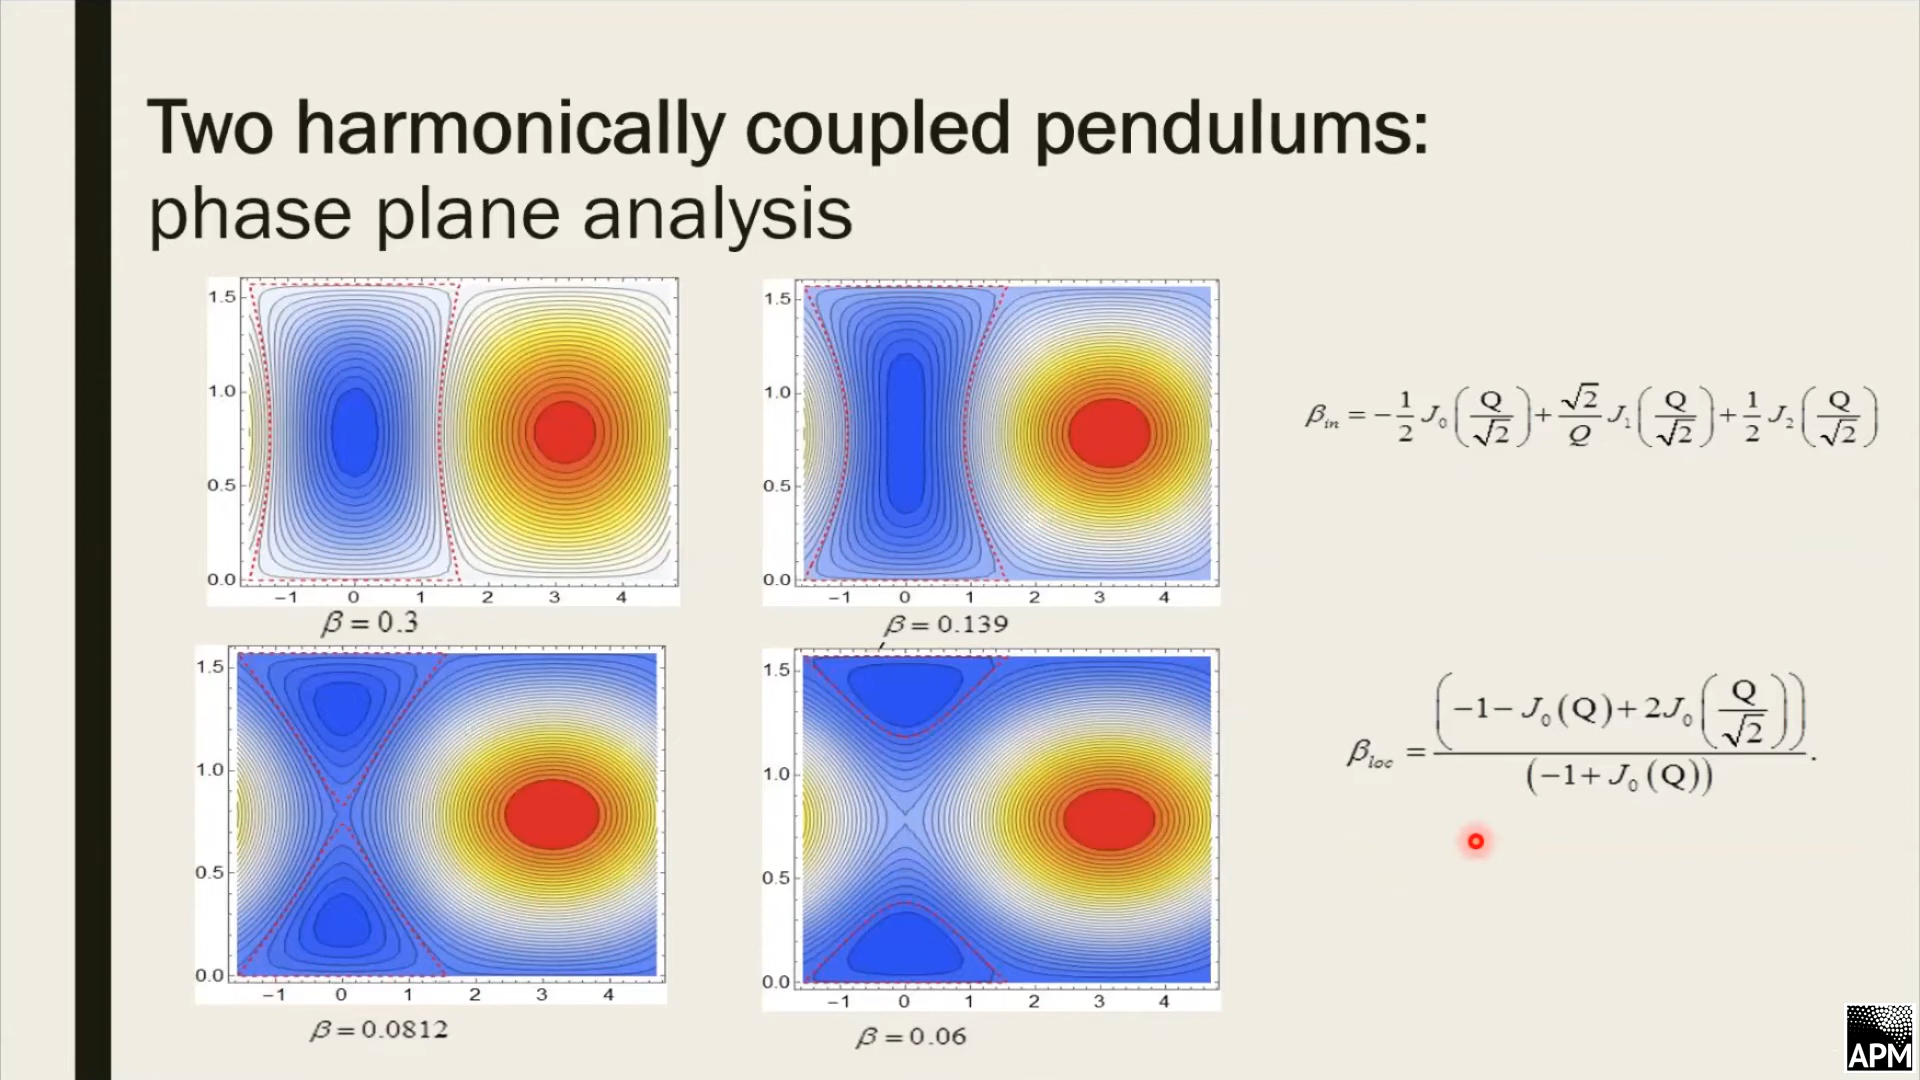 Two harmonically coupled pendulums:
phase plane analysis
1.5
1.0
0.5
0.0
−1 0 1 2 3 4
β = 0.3
1.5
1.0
0.5
0.0
−1 0 1 2 3 4
β = 0.139
β_in = −1/2 J_0 (Q/√2) + √2/Q J_1 (Q/√2) + 1/2 J_2 (Q/√2)
1.5
1.0
0.5
0.0
−1 0 1 2 3 4
β = 0.0812
1.5
1.0
0.5
0.0
−1 0 1 2 3 4
β = 0.06
β_loc = (−1 − J_0(Q) + 2J_0(Q/√2)) / (−1 + J_0(Q)).
APM